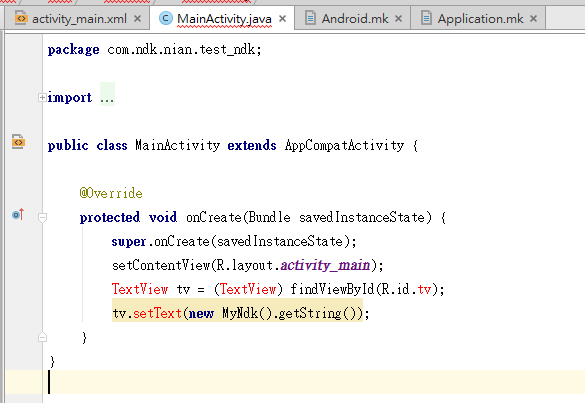 activity_main.xml MainActivity.java Android.mk Application.mk
package com.ndk.nian.test_ndk;
import ...
public class MainActivity extends AppCompatActivity {
@Override
protected void onCreate(Bundle savedInstanceState) {
super.onCreate(savedInstanceState);
setContentView(R.layout.activity_main);
TextView tv = (TextView) findViewById(R.id.tv);
tv.setText(new MyNdk().getString());
}
}